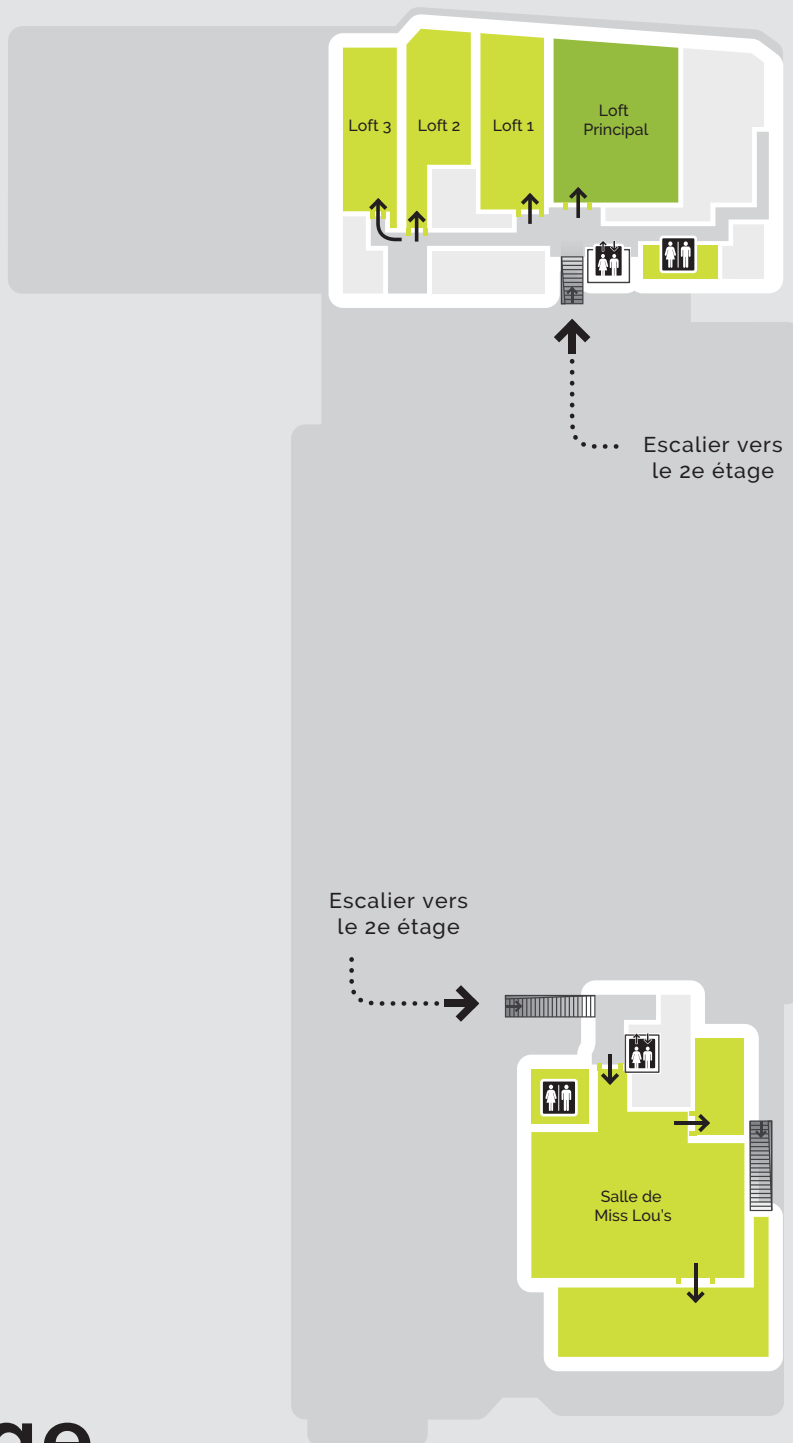 Loft 3
Loft 2
Loft 1
Loft
Principal
Escalier vers
le 2e étage
Escalier vers
le 2e étage
Salle de
Miss Lou's